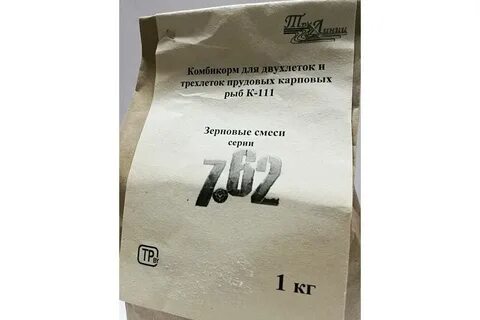 Три
Линии
Комбикорм для двухлеток и
трехлеток прудовых карповых
рыб К-111
Зерновые смеси
серии
7.62
ТР
1 кг